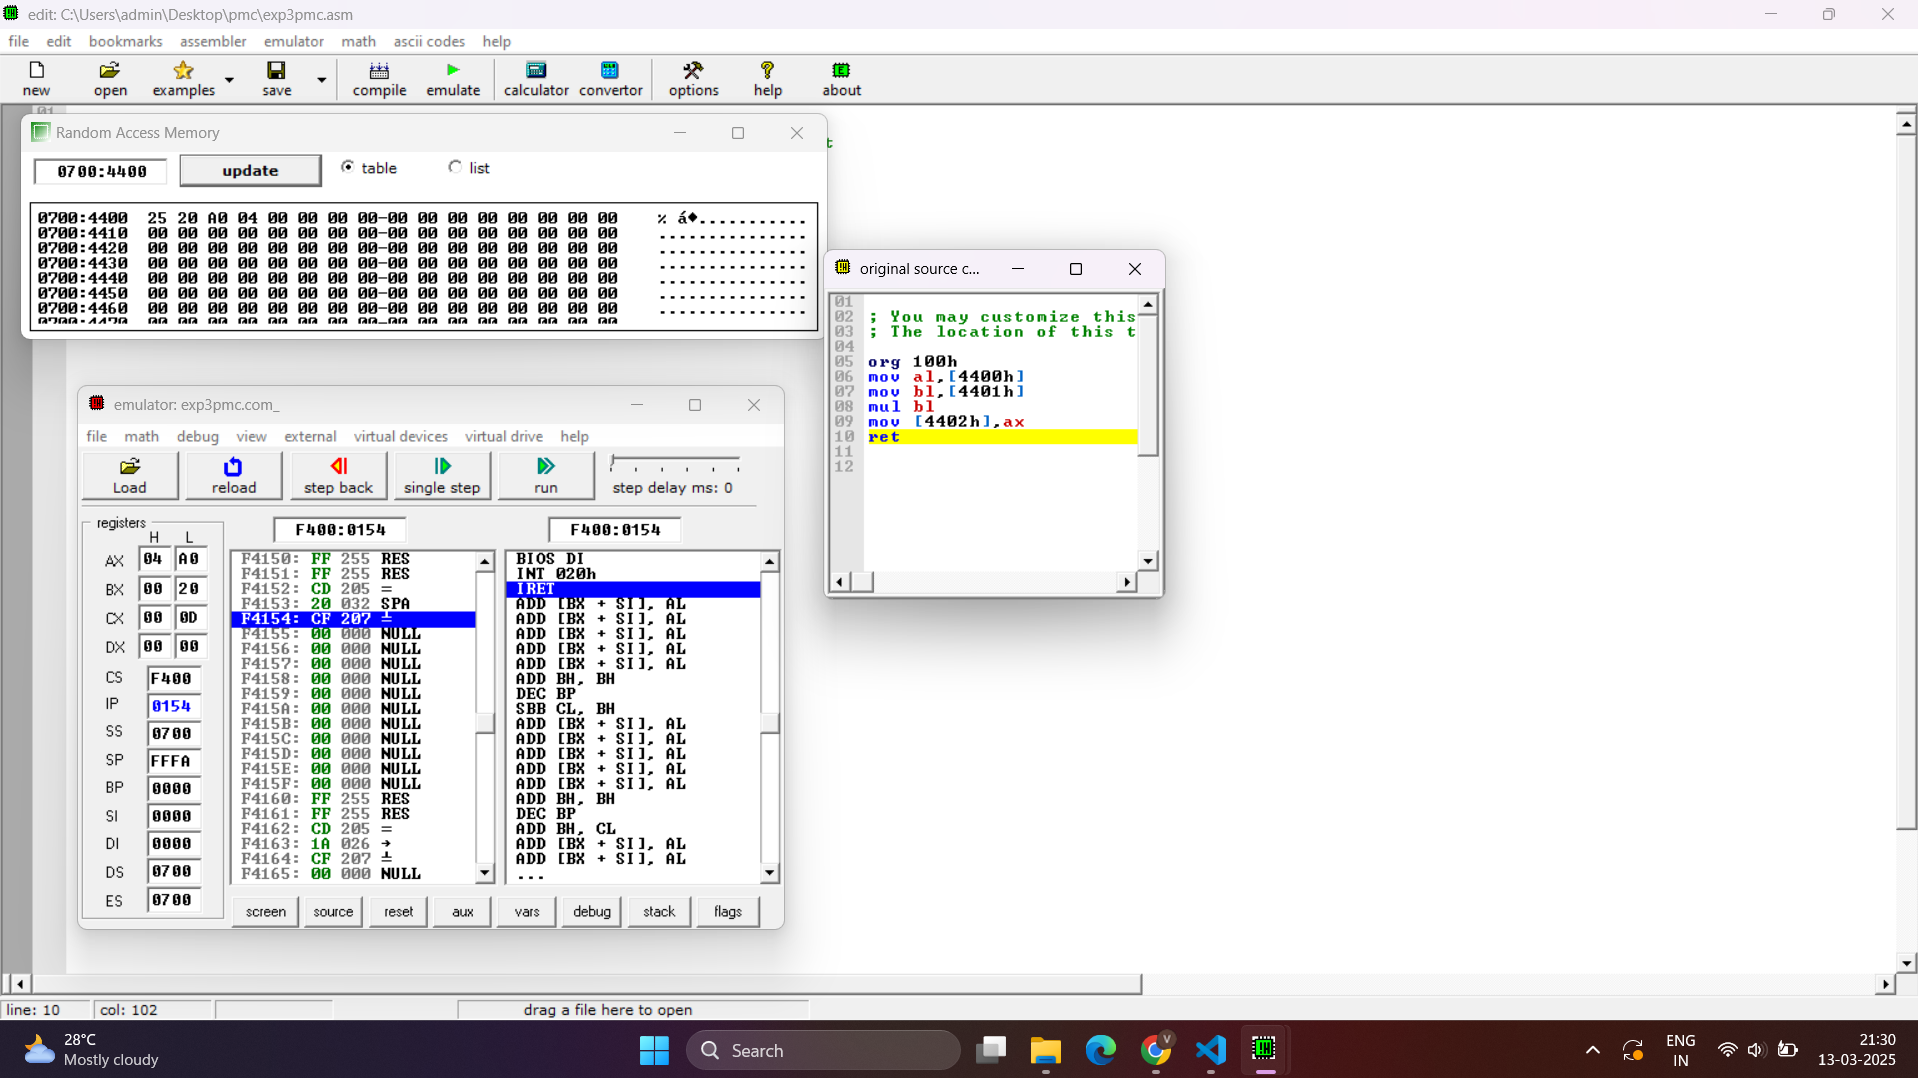 edit: C:\Users\admin\Desktop\pmc\exp3pmc.asm
file edit bookmarks assembler emulator math ascii codes help
new open examples save compile emulate calculator convertor options help about
01
t
Random Access Memory
0700:4400 update table list
0700:4400 25 20 A0 04 00 00 00 00-00 00 00 00 00 00 00 00 % á♦............
0700:4410 00 00 00 00 00 00 00 00-00 00 00 00 00 00 00 00 ................
0700:4420 00 00 00 00 00 00 00 00-00 00 00 00 00 00 00 00 ................
0700:4430 00 00 00 00 00 00 00 00-00 00 00 00 00 00 00 00 ................
0700:4440 00 00 00 00 00 00 00 00-00 00 00 00 00 00 00 00 ................
0700:4450 00 00 00 00 00 00 00 00-00 00 00 00 00 00 00 00 ................
0700:4460 00 00 00 00 00 00 00 00-00 00 00 00 00 00 00 00 ................
0700:4470 00 00 00 00 00 00 00 00-00 00 00 00 00 00 00 00
original source c...
01
02 ; You may customize this
03 ; The location of this t
04
05 org 100h
06 mov al,[4400h]
07 mov bl,[4401h]
08 mul bl
09 mov [4402h],ax
10 ret
11
12
emulator: exp3pmc.com_
file math debug view external virtual devices virtual drive help
Load reload step back single step run step delay ms: 0
registers
H L
AX 04 A0
BX 00 20
CX 00 0D
DX 00 00
CS F400
IP 0154
SS 0700
SP FFFA
BP 0000
SI 0000
DI 0000
DS 0700
ES 0700
F400:0154
F4150: FF 255 RES
F4151: FF 255 RES
F4152: CD 205 =
F4153: 20 032 SPA
F4154: CF 207 ╧
F4155: 00 000 NULL
F4156: 00 000 NULL
F4157: 00 000 NULL
F4158: 00 000 NULL
F4159: 00 000 NULL
F415A: 00 000 NULL
F415B: 00 000 NULL
F415C: 00 000 NULL
F415D: 00 000 NULL
F415E: 00 000 NULL
F415F: 00 000 NULL
F4160: FF 255 RES
F4161: FF 255 RES
F4162: CD 205 =
F4163: 1A 026 →
F4164: CF 207 ╧
F4165: 00 000 NULL
F400:0154
BIOS DI
INT 020h
IRET
ADD [BX + SI], AL
ADD [BX + SI], AL
ADD [BX + SI], AL
ADD [BX + SI], AL
ADD [BX + SI], AL
ADD BH, BH
DEC BP
SBB CL, BH
ADD [BX + SI], AL
ADD [BX + SI], AL
ADD [BX + SI], AL
ADD [BX + SI], AL
ADD [BX + SI], AL
ADD BH, BH
DEC BP
ADD BH, CL
ADD [BX + SI], AL
ADD [BX + SI], AL
...
screen source reset aux vars debug stack flags
line: 10 col: 102 drag a file here to open
28°C
Mostly cloudy
Search
V
ENG
IN
21:30
13-03-2025